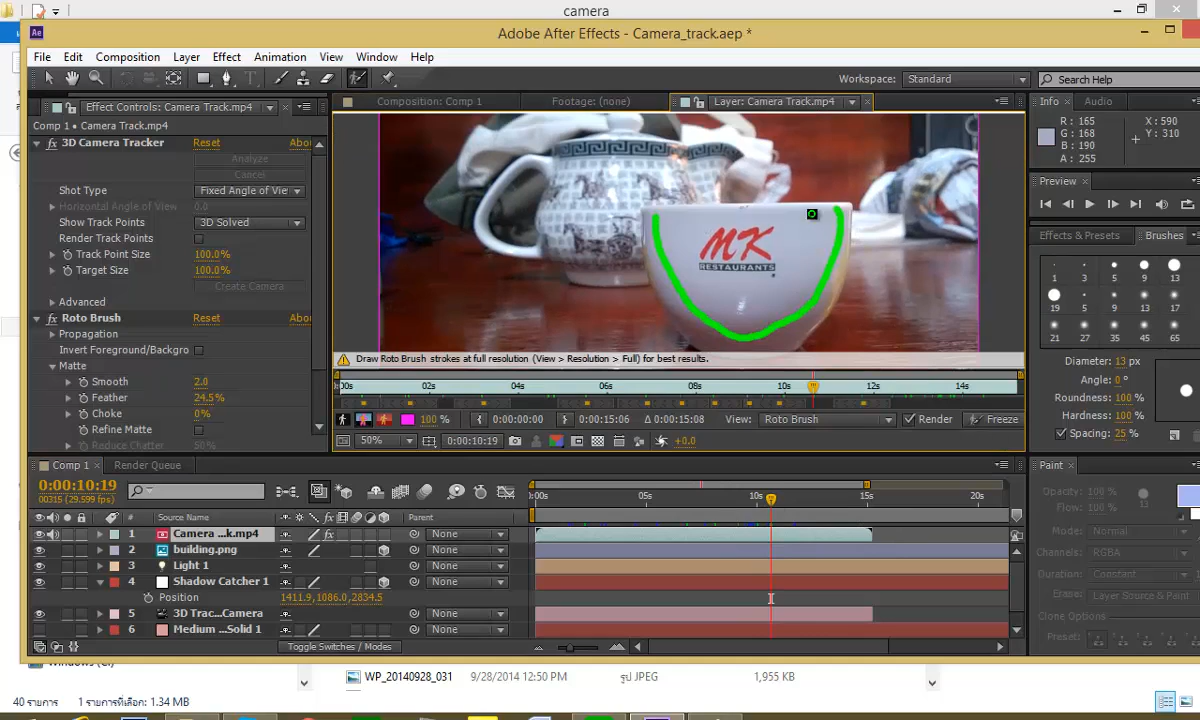 camera
Adobe After Effects - Camera_track.aep *
File Edit Composition Layer Effect Animation View Window Help
Workspace: Standard Search Help
Effect Controls: Camera Track.mp4
Composition: Comp 1 Footage: (none) Layer: Camera Track.mp4
Info Audio
Comp 1 • Camera Track.mp4
3D Camera Tracker Reset Abou
Analyze
Cancel
Shot Type Fixed Angle of Vie
Horizontal Angle of View 0.0
Show Track Points 3D Solved
Render Track Points
Track Point Size 100.0%
Target Size 100.0%
Create Camera
Advanced
Roto Brush Reset Abou
Propagation
Invert Foreground/Backgro
Matte
Smooth 2.0
Feather 24.5%
Choke 0%
Refine Matte
Reduce Chatter 50%
MK
RESTAURANTS
Draw Roto Brush strokes at full resolution (View > Resolution > Full) for best results.
00s 02s 04s 06s 08s 10s 12s 14s
100 % 0:00:00:00 0:00:15:06 Δ 0:00:15:08 View: Roto Brush Render Freeze
50% 0:00:10:19 +0.0
R : 165
G : 168
B : 190
A : 255
X : 590
Y : 310
Preview
Effects & Presets Brushes
1 3 5 9 13
19 5 9 13 17
21 27 35 45 65
Diameter: 13 px
Angle: 0 °
Roundness: 100 %
Hardness: 100 %
Spacing: 25 %
Comp 1 Render Queue
0:00:10:19
00315 (29.599 fps)
:00s 05s 10s 15s 20s
# Source Name Parent
1 Camera ...k.mp4 None
2 building.png None
3 Light 1 None
4 Shadow Catcher 1 None
Position 1411.9,1086.0,2834.5
5 3D Trac...Camera None
6 Medium ...Solid 1 None
Toggle Switches / Modes
Paint
Opacity: 100 %
Flow: 100 %
Mode: Normal
Channels: RGBA
Duration: Constant
Erase: Layer Source & Paint
Clone Options
Preset:
WP_20140928_031 9/28/2014 12:50 PM รูป JPEG 1,955 KB
40 รายการ 1 รายการที่เลือก: 1.34 MB